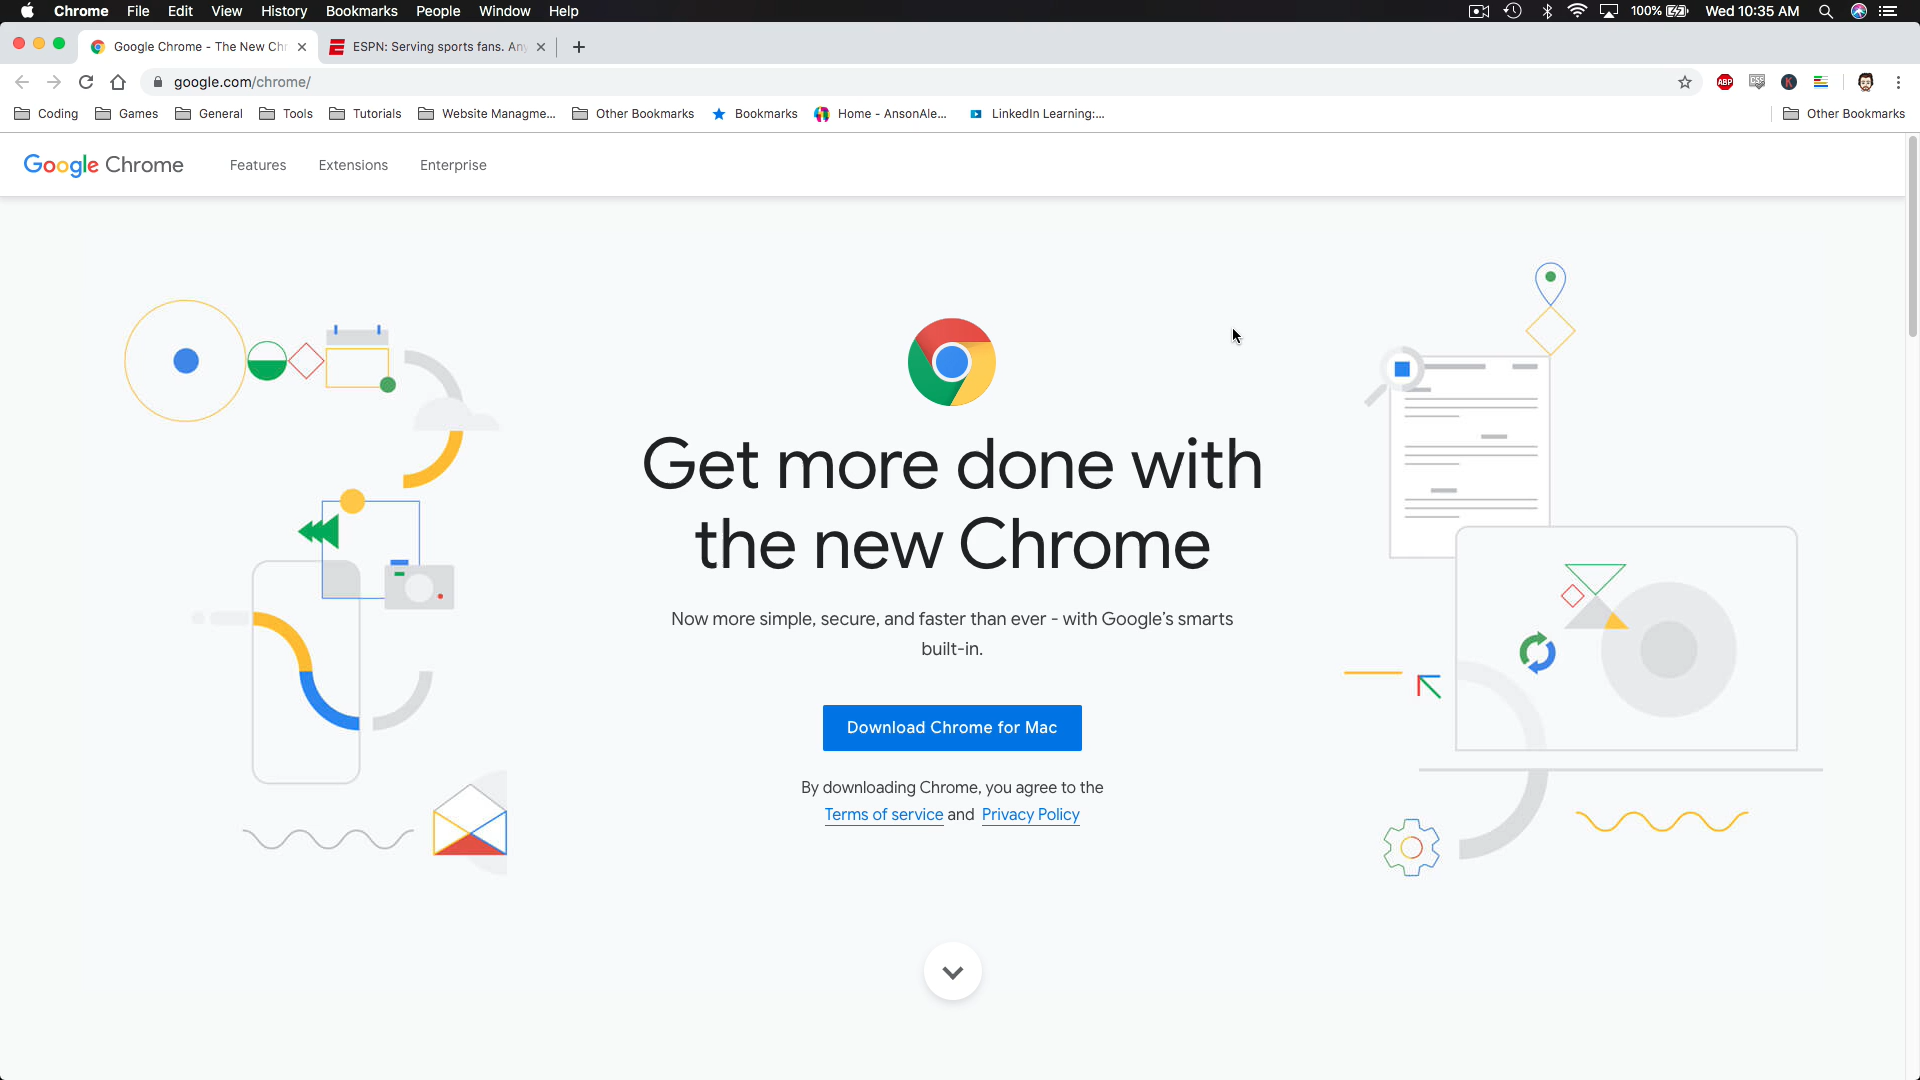 Chrome File Edit View History Bookmarks People Window Help 100% Wed 10:35 AM
Google Chrome - The New Chr ESPN: Serving sports fans. Any
google.com/chrome/ ABP K
Coding Games General Tools Tutorials Website Managme... Other Bookmarks Bookmarks Home - AnsonAle... LinkedIn Learning:... Other Bookmarks
Google Chrome Features Extensions Enterprise
Get more done with
the new Chrome
Now more simple, secure, and faster than ever - with Google’s smarts
built-in.
Download Chrome for Mac
By downloading Chrome, you agree to the
Terms of service and Privacy Policy